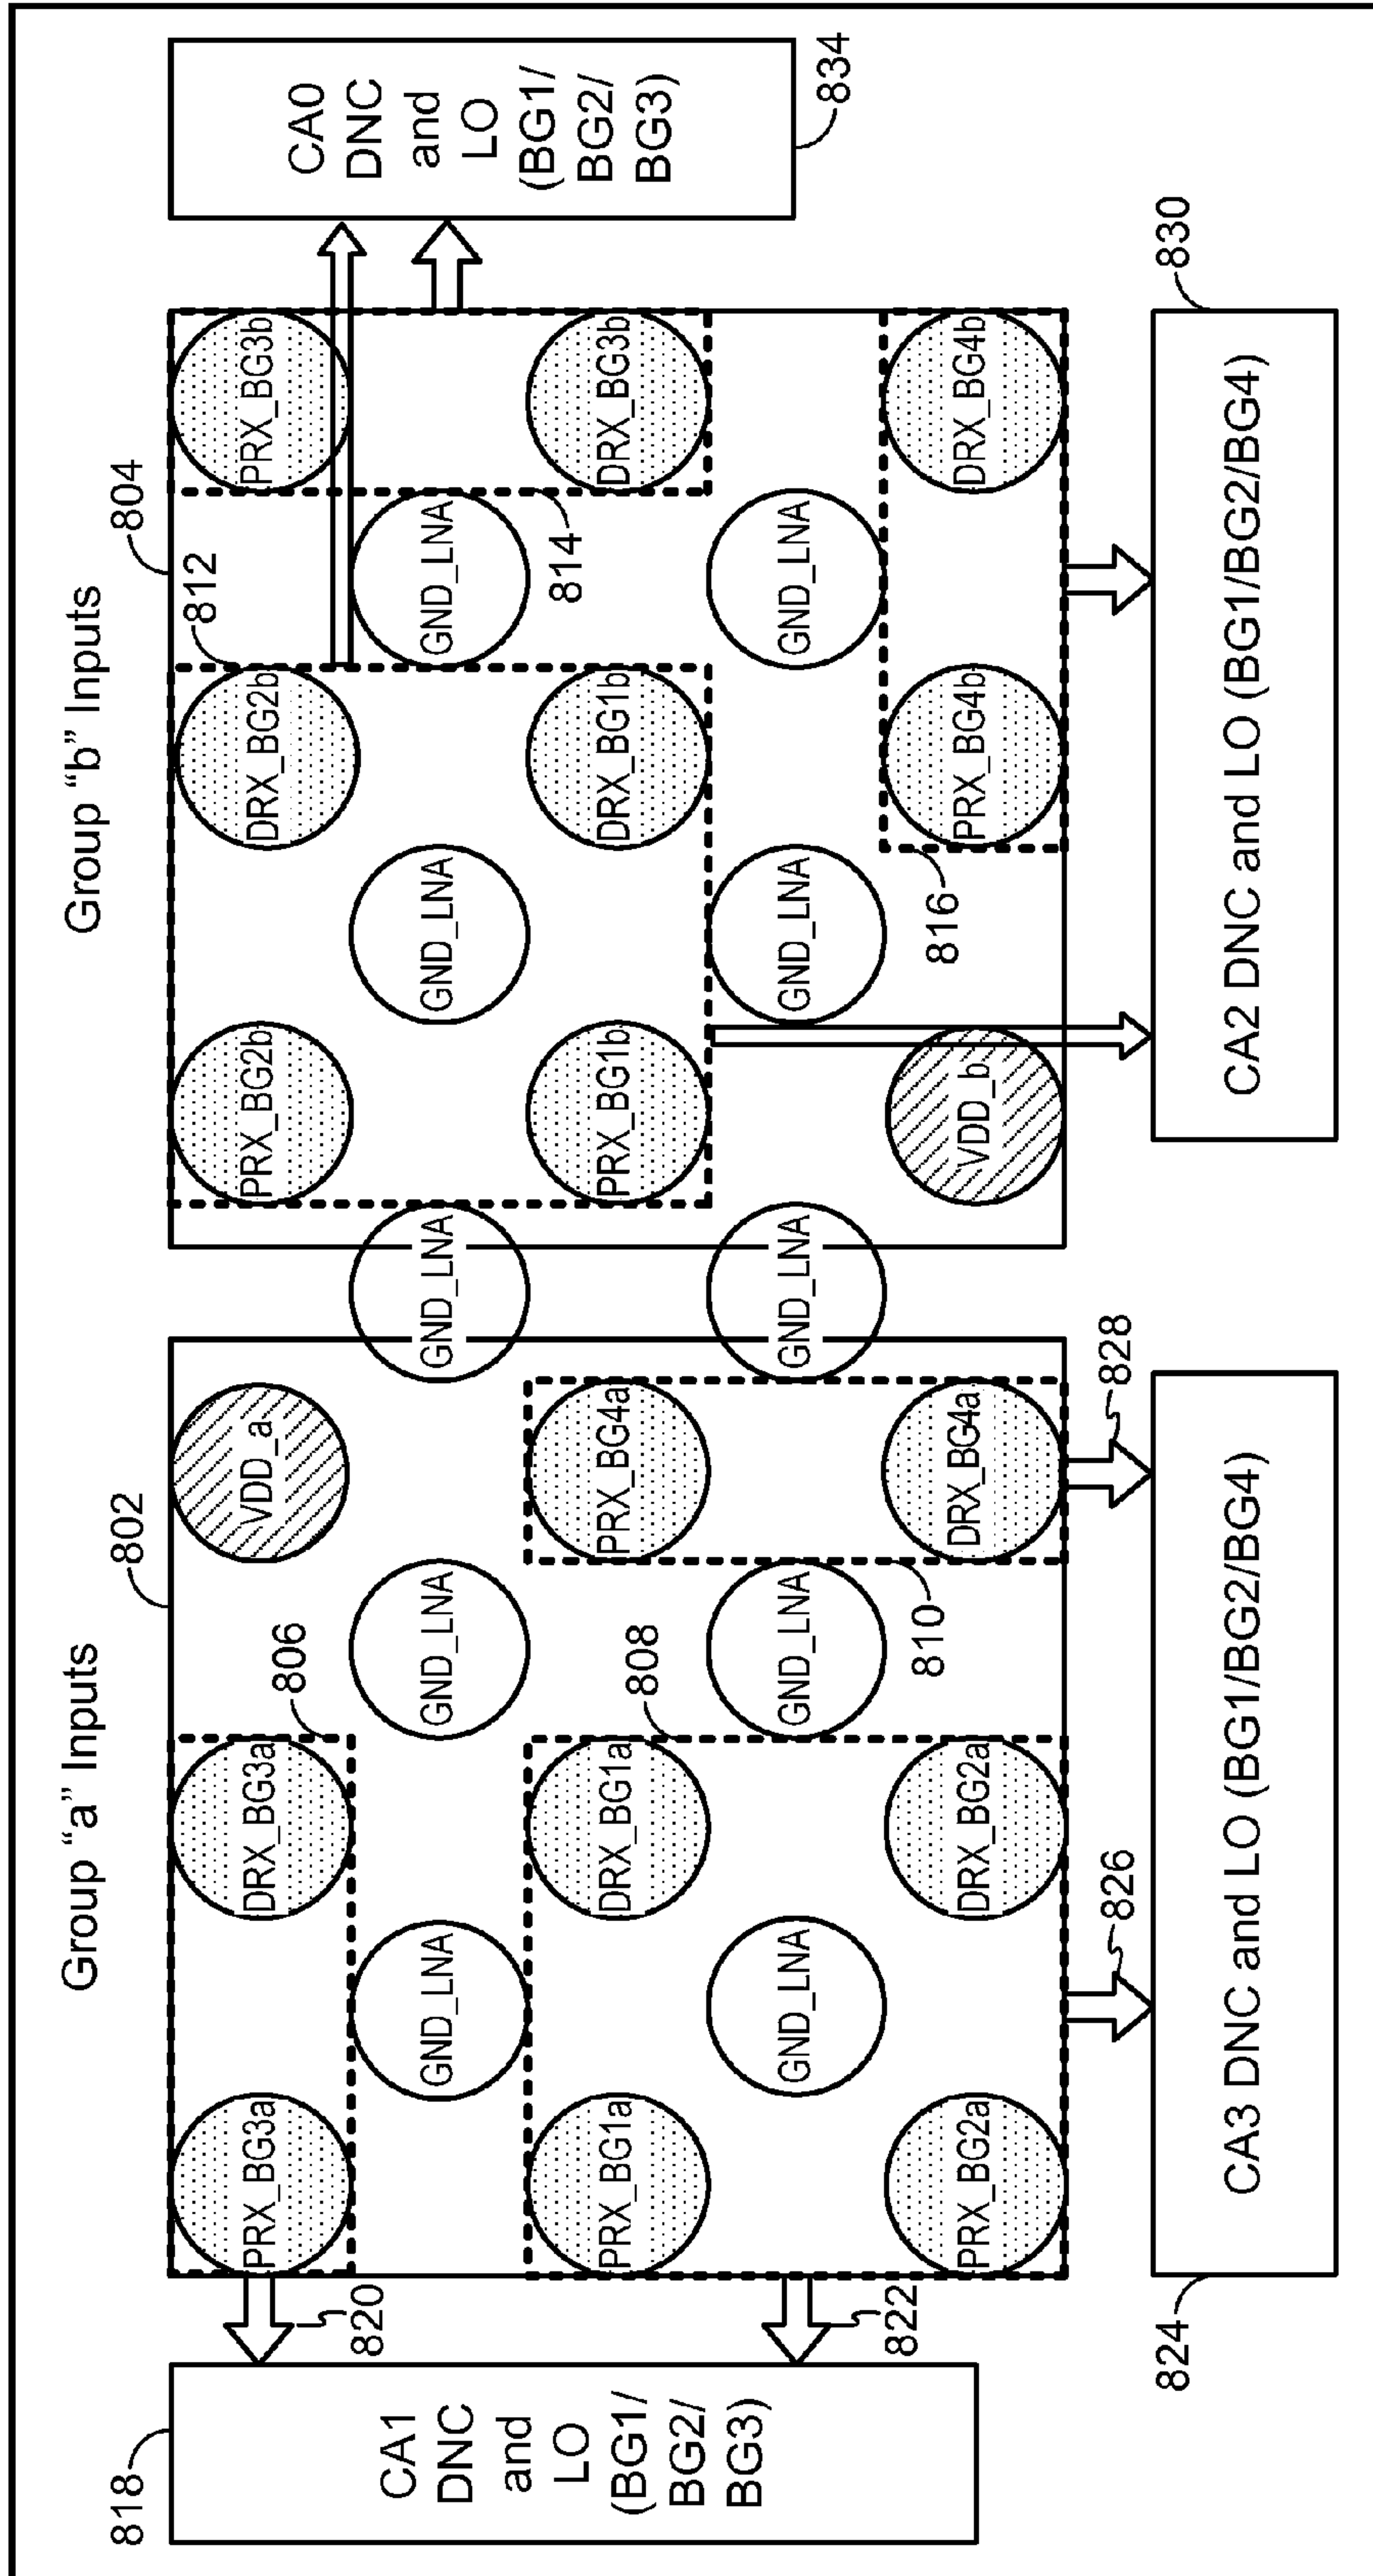 Group “a” Inputs
Group “b” Inputs
802
804
818
CA1
DNC
and
LO
(BG1/
BG2/
BG3)
820
822
PRX_BG3a
DRX_BG3a
806
VDD_a
GND_LNA
GND_LNA
PRX_BG1a
DRX_BG1a
808
PRX_BG4a
GND_LNA
GND_LNA
810
PRX_BG2a
DRX_BG2a
DRX_BG4a
826
828
824
CA3 DNC and LO (BG1/BG2/BG4)
GND_LNA
GND_LNA
PRX_BG2b
DRX_BG2b
812
PRX_BG3b
GND_LNA
GND_LNA
814
PRX_BG1b
DRX_BG1b
DRX_BG3b
GND_LNA
GND_LNA
816
VDD_b
PRX_BG4b
DRX_BG4b
830
CA2 DNC and LO (BG1/BG2/BG4)
CA0
DNC
and
LO
(BG1/
BG2/
BG3)
834